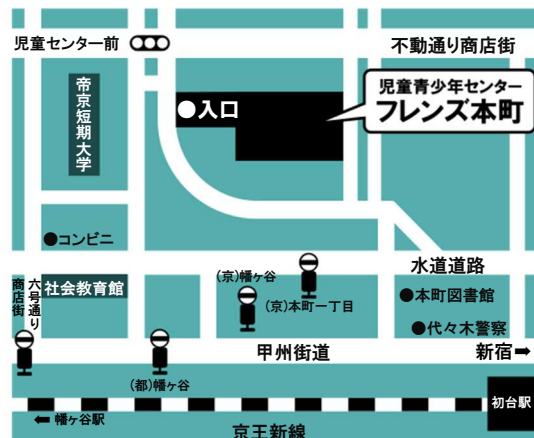 児童センター前
不動通り商店街
児童青少年センター
フレンズ本町
●入口
帝京短期大学
●コンビニ
(京)幡ヶ谷
水道道路
六号通り
商店街
社会教育館
(京)本町一丁目
●本町図書館
●代々木警察
甲州街道
新宿➡
(都)幡ヶ谷
初台駅
⬅ 幡ヶ谷駅
京王新線